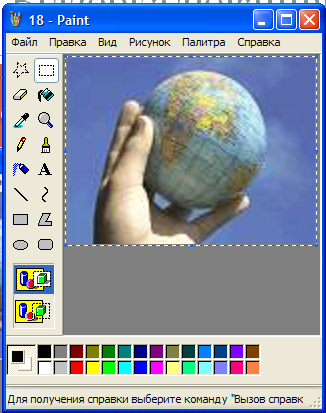 18 - Paint
Файл Правка Вид Рисунок Палитра Справка
A
Для получения справки выберите команду "Вызов справк